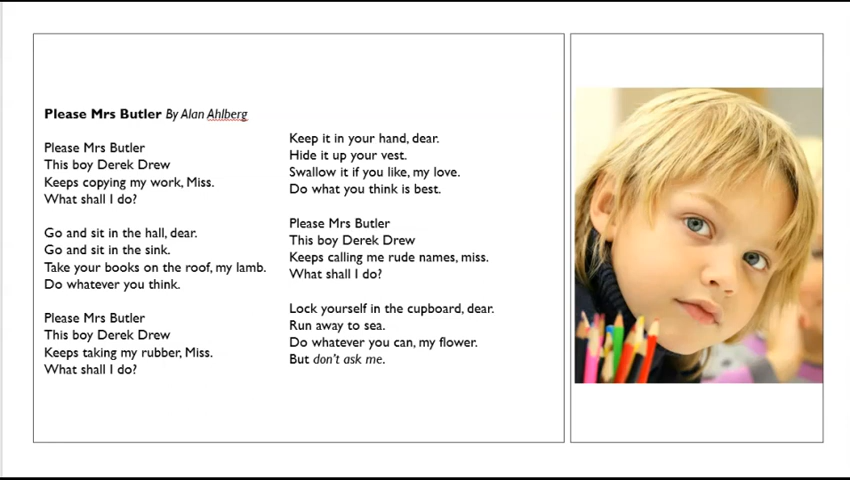 Please Mrs Butler By Alan Ahlberg
Please Mrs Butler
This boy Derek Drew
Keeps copying my work, Miss.
What shall I do?
Go and sit in the hall, dear.
Go and sit in the sink.
Take your books on the roof, my lamb.
Do whatever you think.
Please Mrs Butler
This boy Derek Drew
Keeps taking my rubber, Miss.
What shall I do?
Keep it in your hand, dear.
Hide it up your vest.
Swallow it if you like, my love.
Do what you think is best.
Please Mrs Butler
This boy Derek Drew
Keeps calling me rude names, miss.
What shall I do?
Lock yourself in the cupboard, dear.
Run away to sea.
Do whatever you can, my flower.
But don't ask me.